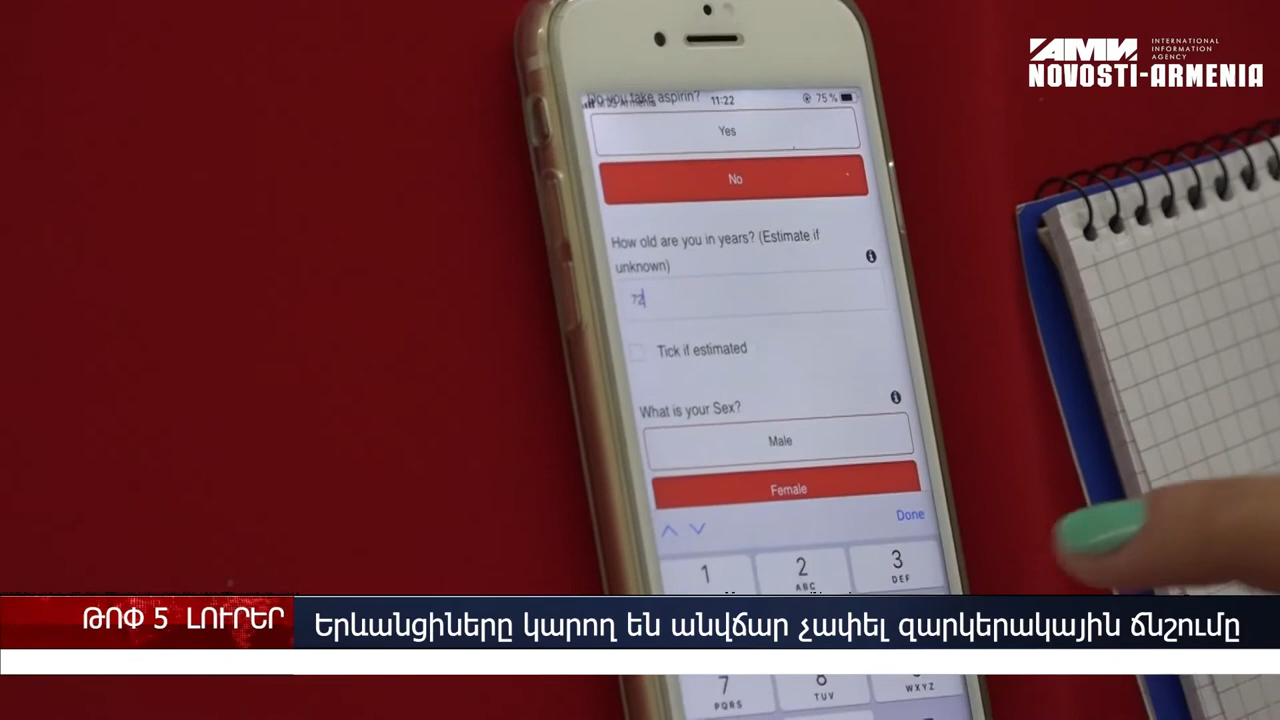 АМИ INTERNATIONAL
INFORMATION
AGENCY
NOVOSTI-ARMENIA
Do you take aspirin?
11:22
75%
Yes
No
How old are you in years? (Estimate if
unknown)
72
Tick if estimated
What is your Sex?
Male
Female
Done
1
2
ABC
3
DEF
ԹՈՓ 5 ԼՈՒՐԵՐ
Երևանցիները կարող են անվճար չափել զարկերակային ճնշումը
7
PQRS
8
TUV
WXYZ